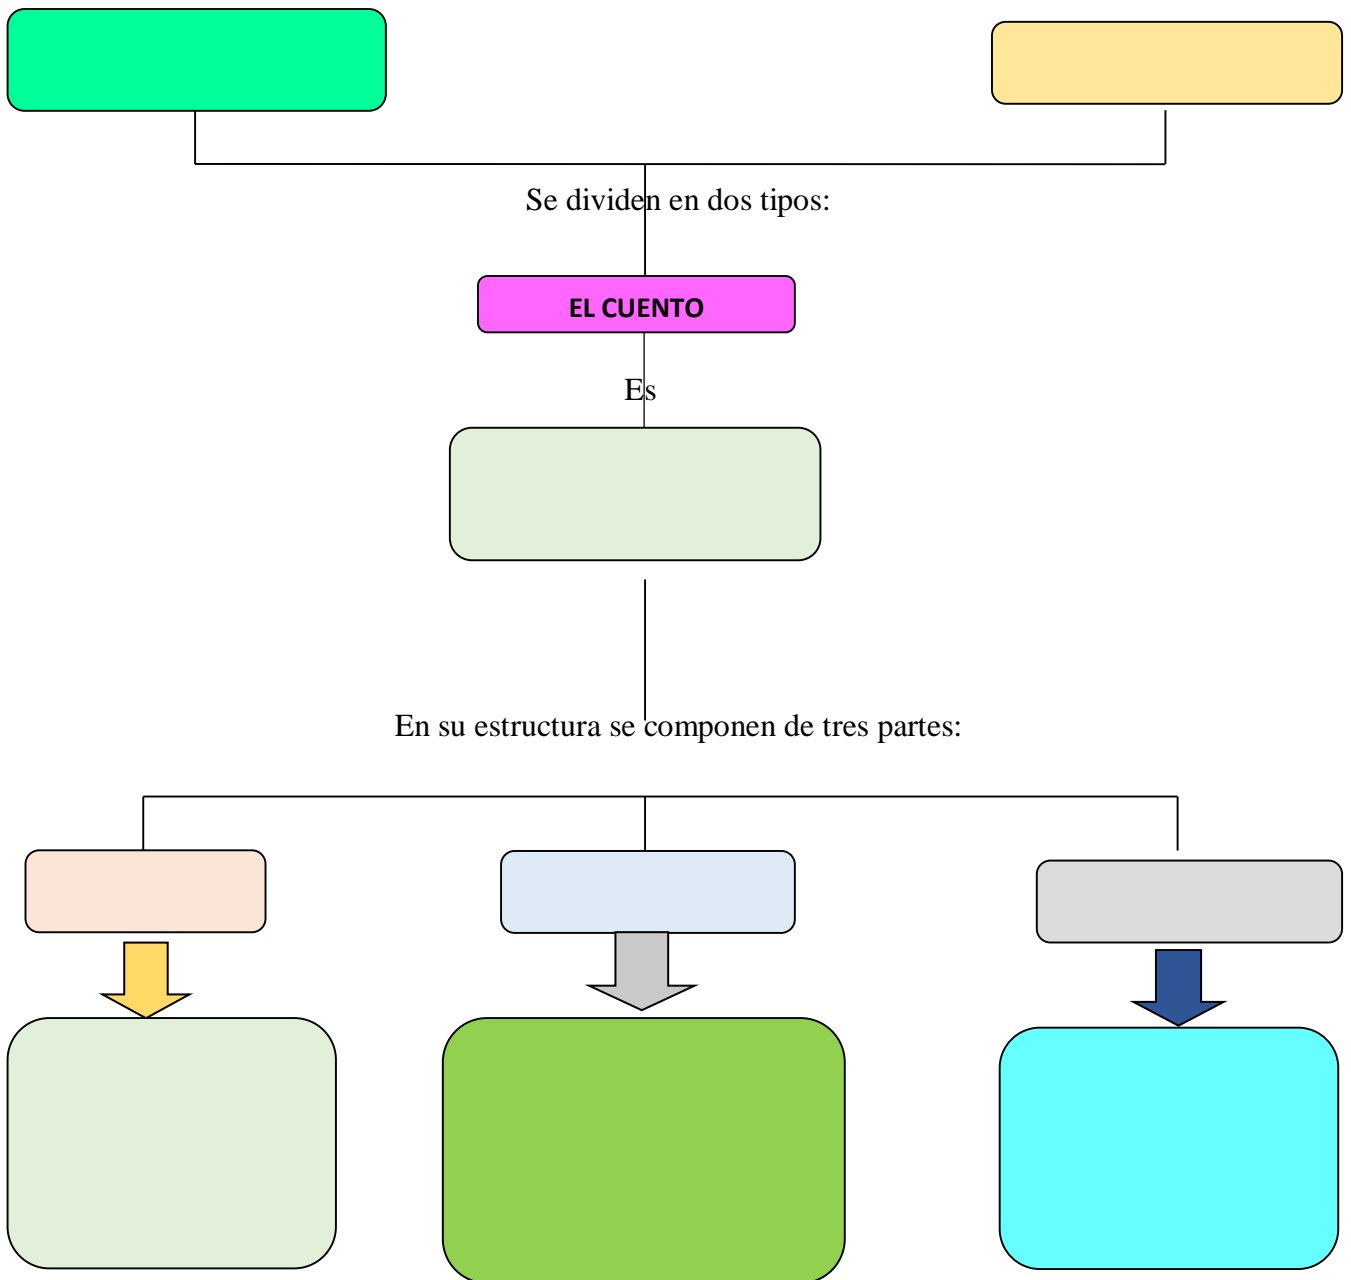 Se dividen en dos tipos:
EL CUENTO
Es
En su estructura se componen de tres partes: